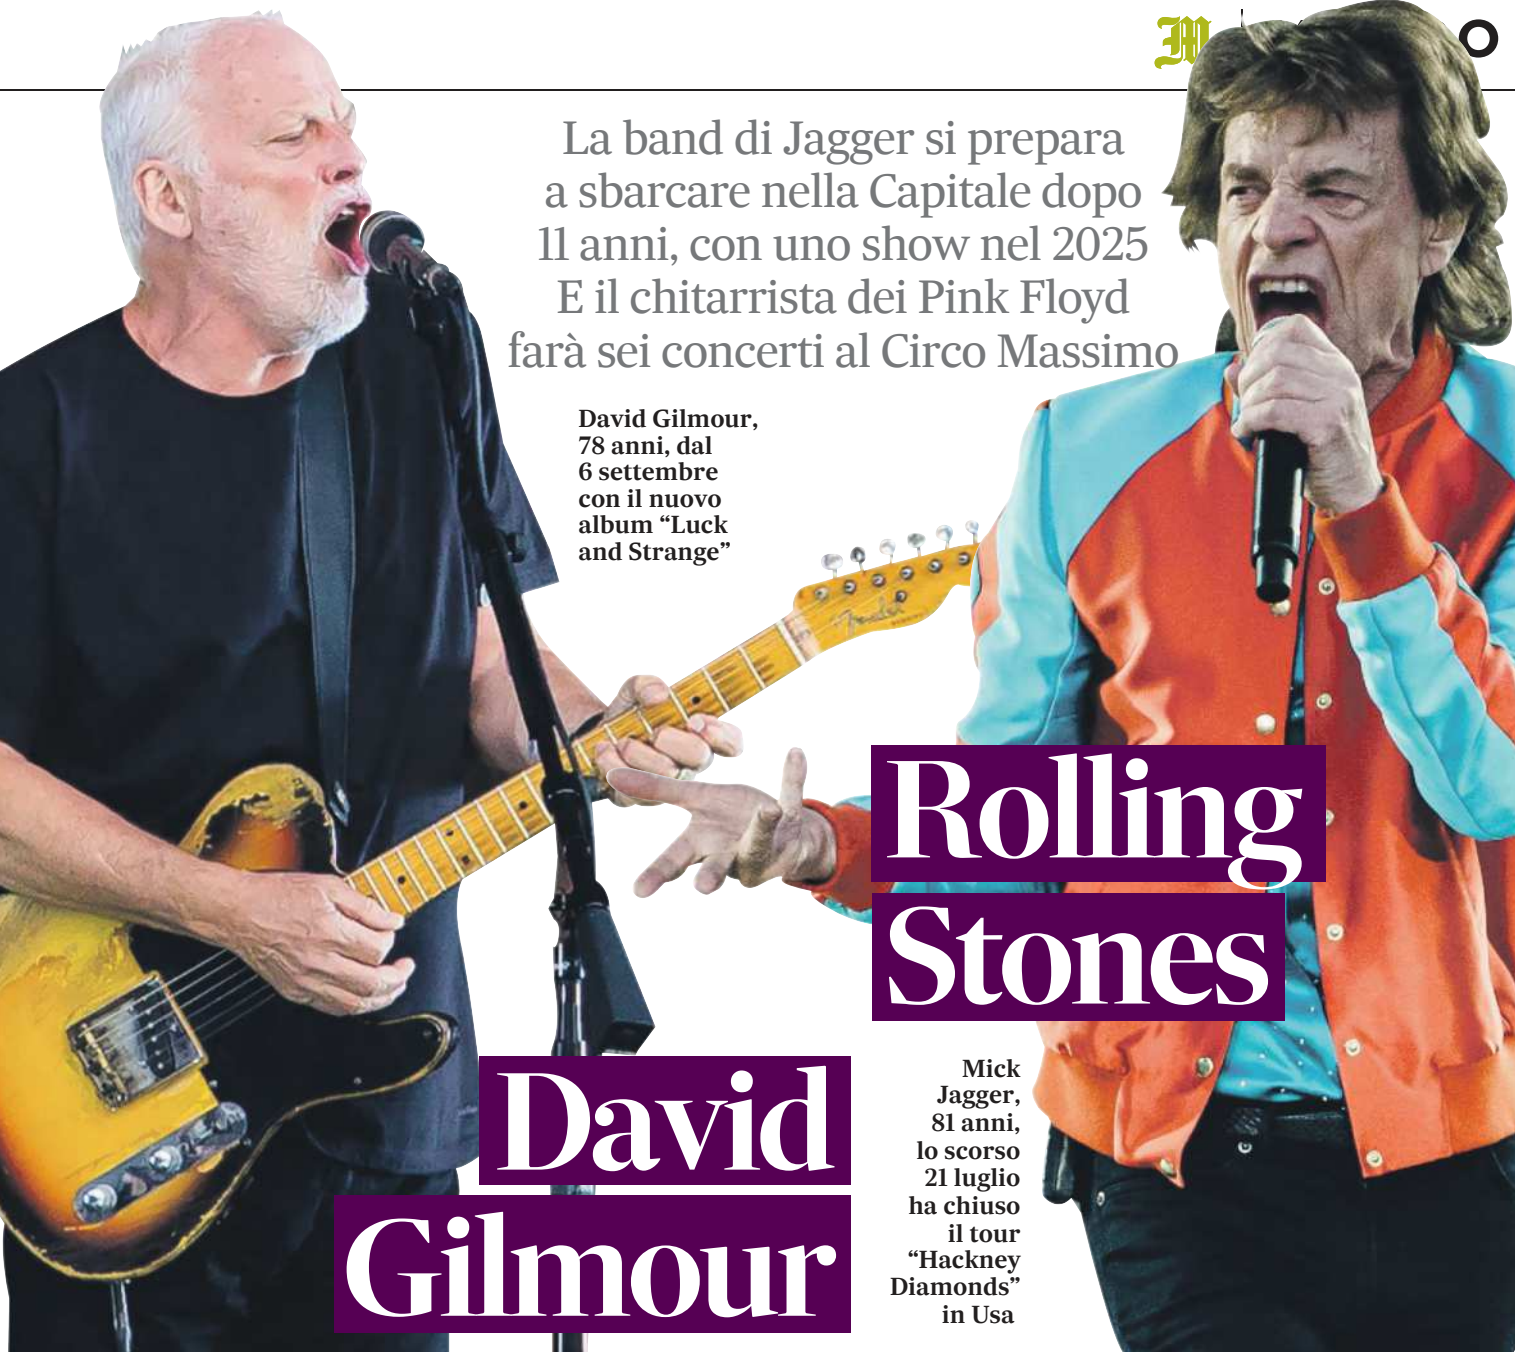 M
O
La band di Jagger si prepara
a sbarcare nella Capitale dopo
11 anni, con uno show nel 2025
E il chitarrista dei Pink Floyd
farà sei concerti al Circo Massimo
David Gilmour,
78 anni, dal
6 settembre
con il nuovo
album “Luck
and Strange”
Fender
Rolling
Stones
David
Gilmour
Mick
Jagger,
81 anni,
lo scorso
21 luglio
ha chiuso
il tour
“Hackney
Diamonds”
in Usa